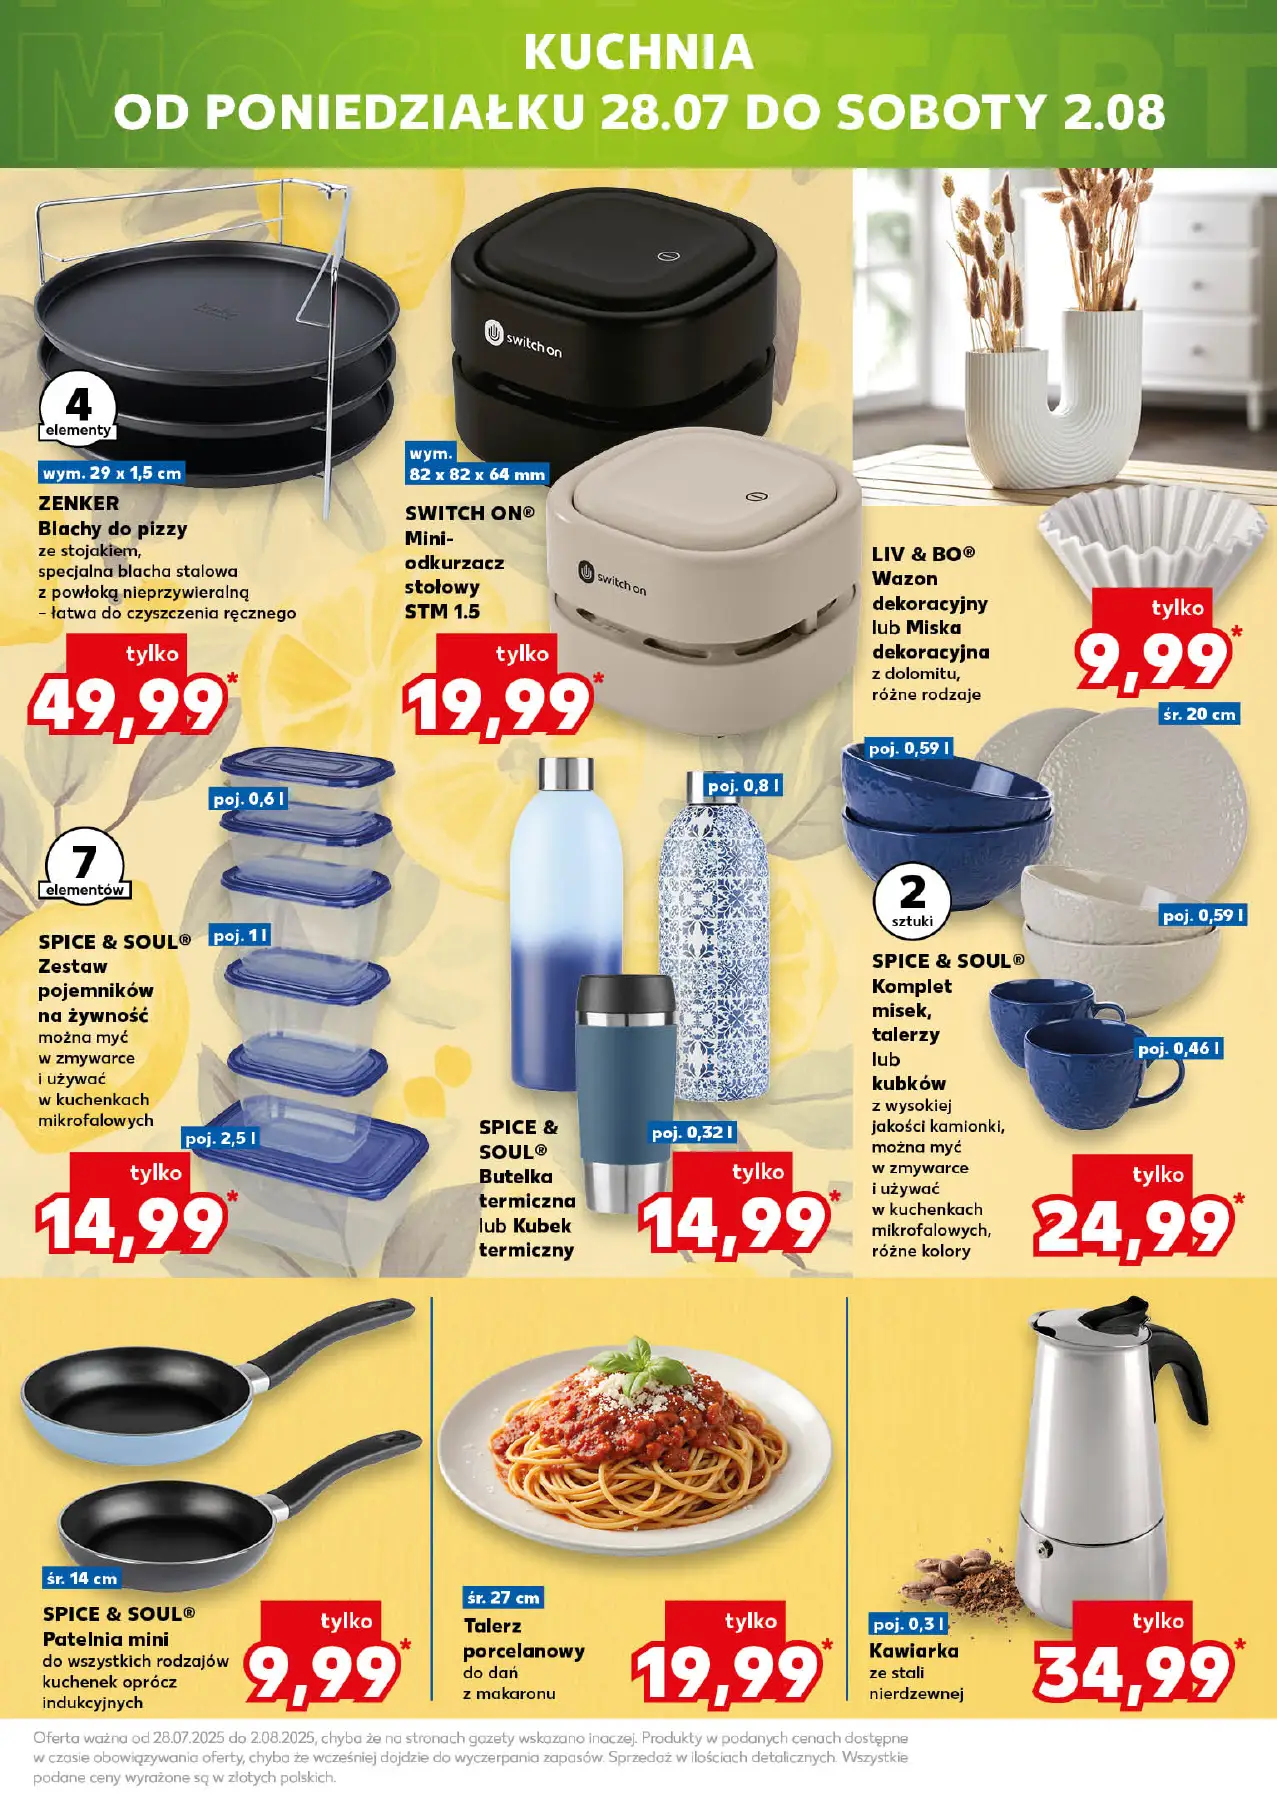 KUCHNIA
OD PONIEDZIAŁKU 28.07 DO SOBOTY 2.08
4
elementy
wym. 29 x 1,5 cm
ZENKER
Blachy do pizzy
ze stojakiem,
specjalna blacha stalowa
z powłoką nieprzywieralną
– łatwa do czyszczenia ręcznego
tylko
49,99*
switch on
wym.
82 x 82 x 64 mm
SWITCH ON®
Mini-
odkurzacz
stołowy
STM 1.5
switch on
tylko
19,99*
LIV & BO®
Wazon
dekoracyjny
lub Miska
dekoracyjna
z dolomitu,
różne rodzaje
tylko
9,99*
poj. 0,6 l
7
elementów
poj. 1 l
SPICE & SOUL®
Zestaw
pojemników
na żywność
można myć
w zmywarce
i używać
w kuchenkach
mikrofalowych
poj. 2,5 l
tylko
14,99*
poj. 0,8 l
SPICE &
SOUL®
Butelka
termiczna
lub Kubek
termiczny
poj. 0,32 l
tylko
14,99*
śr. 20 cm
poj. 0,59 l
2
sztuki
poj. 0,59 l
SPICE & SOUL®
Komplet
misek,
talerzy
lub
kubków
z wysokiej
jakości kamionki,
można myć
w zmywarce
i używać
w kuchenkach
mikrofalowych,
różne kolory
poj. 0,46 l
tylko
24,99*
śr. 14 cm
SPICE & SOUL®
Patelnia mini
do wszystkich rodzajów
kuchenek oprócz
indukcyjnych
tylko
9,99*
śr. 27 cm
Talerz
porcelanowy
do dań
z makaronu
tylko
19,99*
poj. 0,3 l
Kawiarka
ze stali
nierdzewnej
tylko
34,99*
Oferta ważna od 28.07.2025 do 2.08.2025, chyba że na stronach gazety wskazano inaczej. Produkty w podanych cenach dostępne
w czasie obowiązywania oferty, chyba że wcześniej dojdzie do wyczerpania zapasów. Sprzedaż w ilościach detalicznych. Wszystkie
podane ceny wyrażone są w złotych polskich.